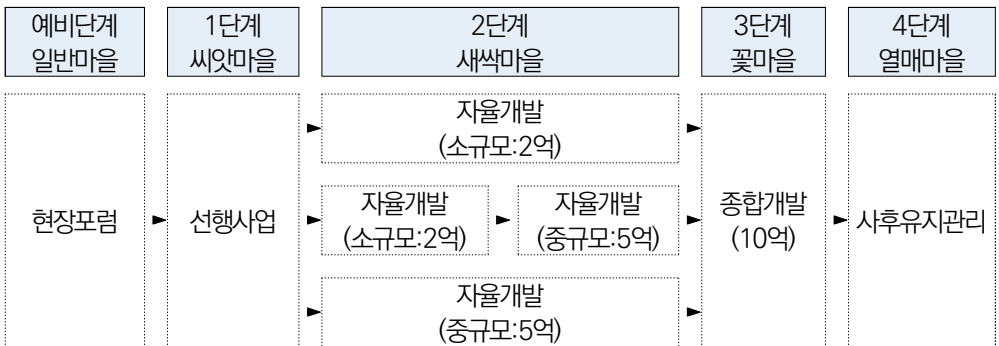 예비단계
일반마을
1단계
씨앗마을
2단계
새싹마을
3단계
꽃마을
4단계
열매마을
현장포럼
선행사업
자율개발
(소규모:2억)
자율개발
(소규모:2억)
자율개발
(중규모:5억)
자율개발
(중규모:5억)
종합개발
(10억)
사후유지관리